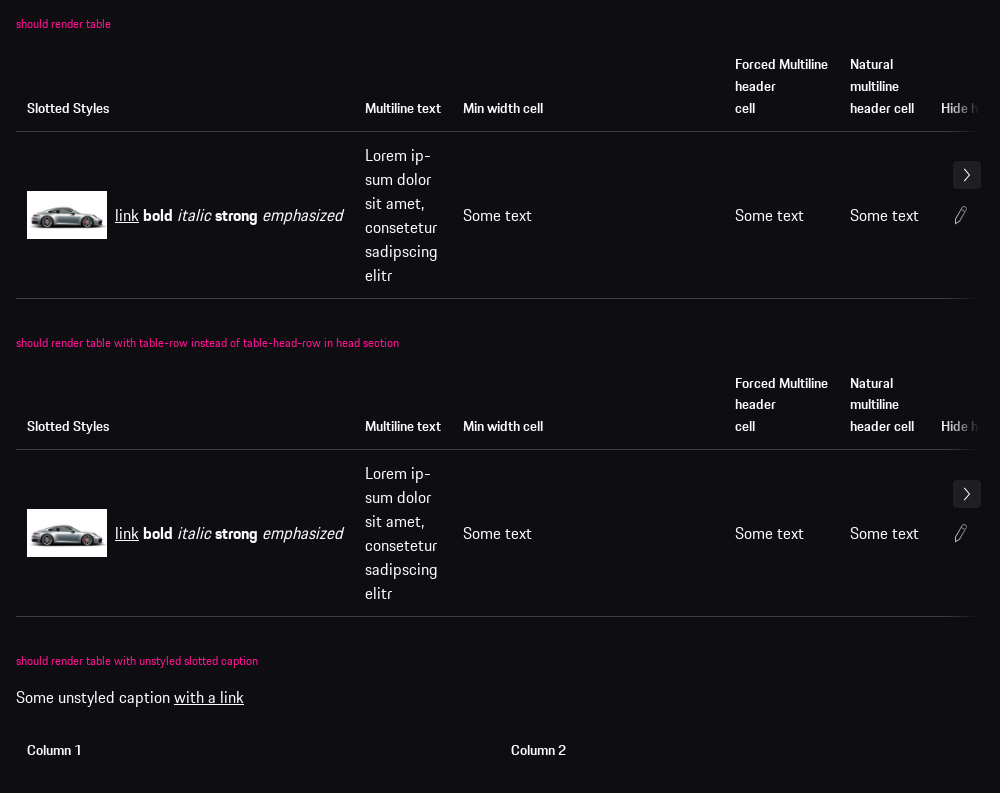 should render table
Forced Multiline
header
cell
Natural
multiline
header cell
Slotted Styles
Multiline text
Min width cell
Hide h
link bold italic strong emphasized
Lorem ip-
sum dolor
sit amet,
consetetur
sadipscing
elitr
Some text
Some text
Some text
should render table with table-row instead of table-head-row in head section
Forced Multiline
header
cell
Natural
multiline
header cell
Slotted Styles
Multiline text
Min width cell
Hide h
link bold italic strong emphasized
Lorem ip-
sum dolor
sit amet,
consetetur
sadipscing
elitr
Some text
Some text
Some text
should render table with unstyled slotted caption
Some unstyled caption with a link
Column 1
Column 2